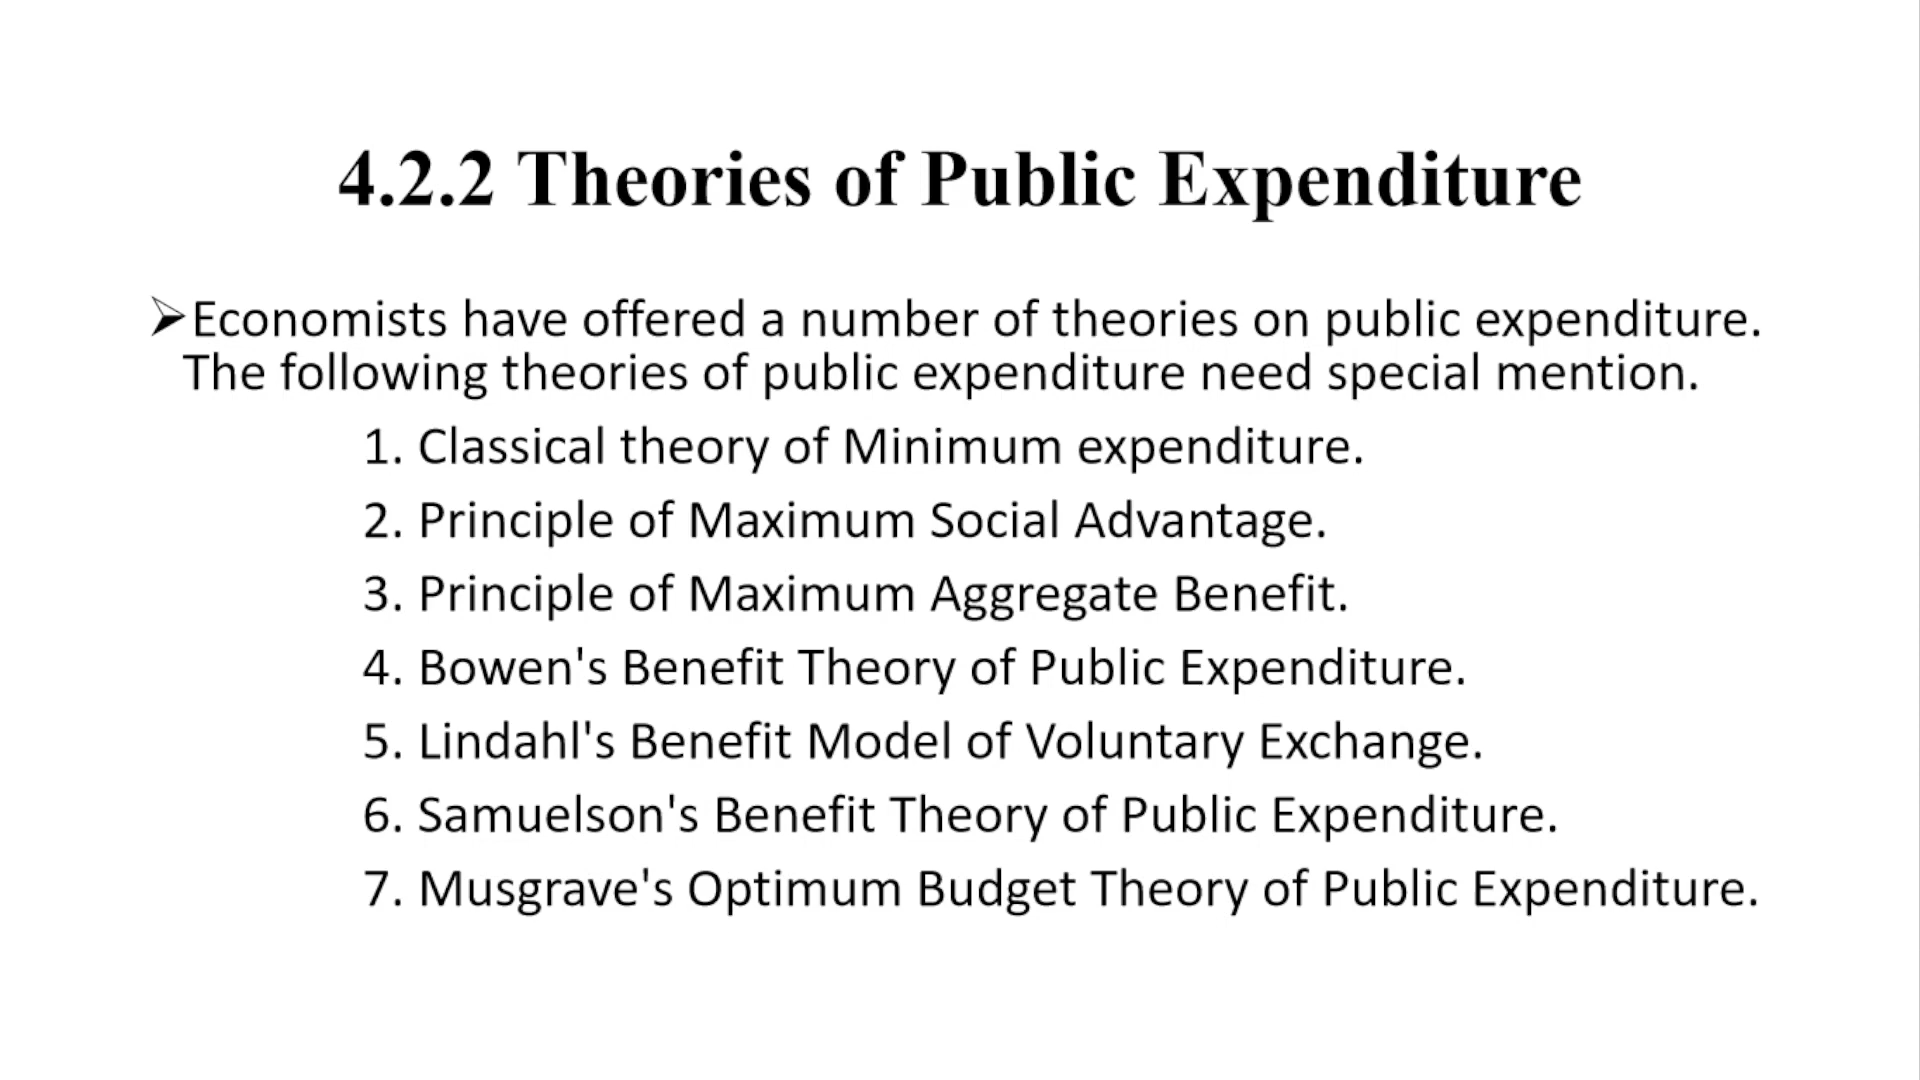 4.2.2 Theories of Public Expenditure
➢Economists have offered a number of theories on public expenditure.
The following theories of public expenditure need special mention.
1. Classical theory of Minimum expenditure.
2. Principle of Maximum Social Advantage.
3. Principle of Maximum Aggregate Benefit.
4. Bowen's Benefit Theory of Public Expenditure.
5. Lindahl's Benefit Model of Voluntary Exchange.
6. Samuelson's Benefit Theory of Public Expenditure.
7. Musgrave's Optimum Budget Theory of Public Expenditure.